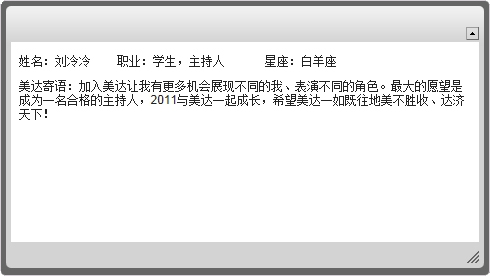 姓名：刘冷冷 职业：学生，主持人 星座：白羊座
美达寄语：加入美达让我有更多机会展现不同的我、表演不同的角色。最大的愿望是
成为一名合格的主持人，2011与美达一起成长，希望美达一如既往地美不胜收、达济
天下！